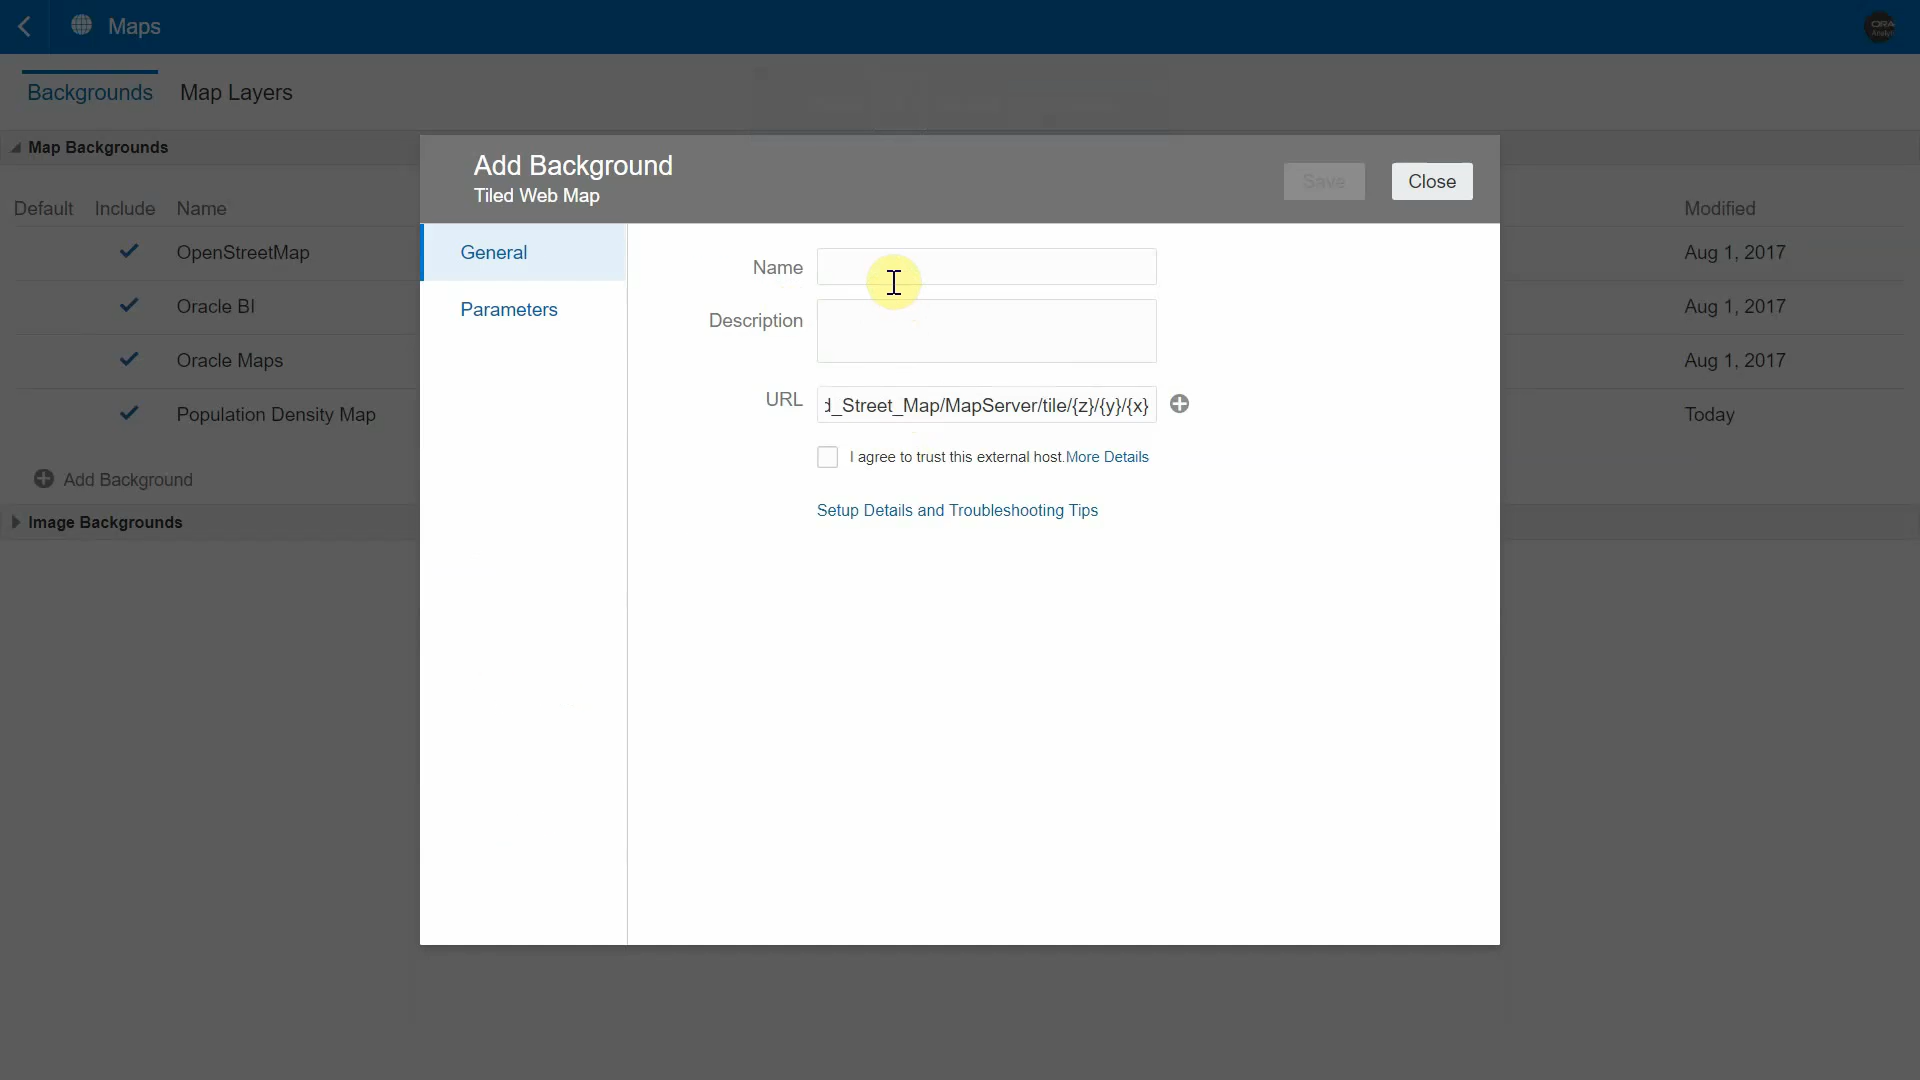 Maps
ORA
Analyti
Backgrounds Map Layers
Map Backgrounds
Default Include Name Modified
OpenStreetMap Aug 1, 2017
Oracle BI Aug 1, 2017
Oracle Maps Aug 1, 2017
Population Density Map Today
Add Background
Image Backgrounds
Add Background
Tiled Web Map
Save Close
General
Parameters
Name
Description
URL d_Street_Map/MapServer/tile/{z}/{y}/{x}
I agree to trust this external host. More Details
Setup Details and Troubleshooting Tips